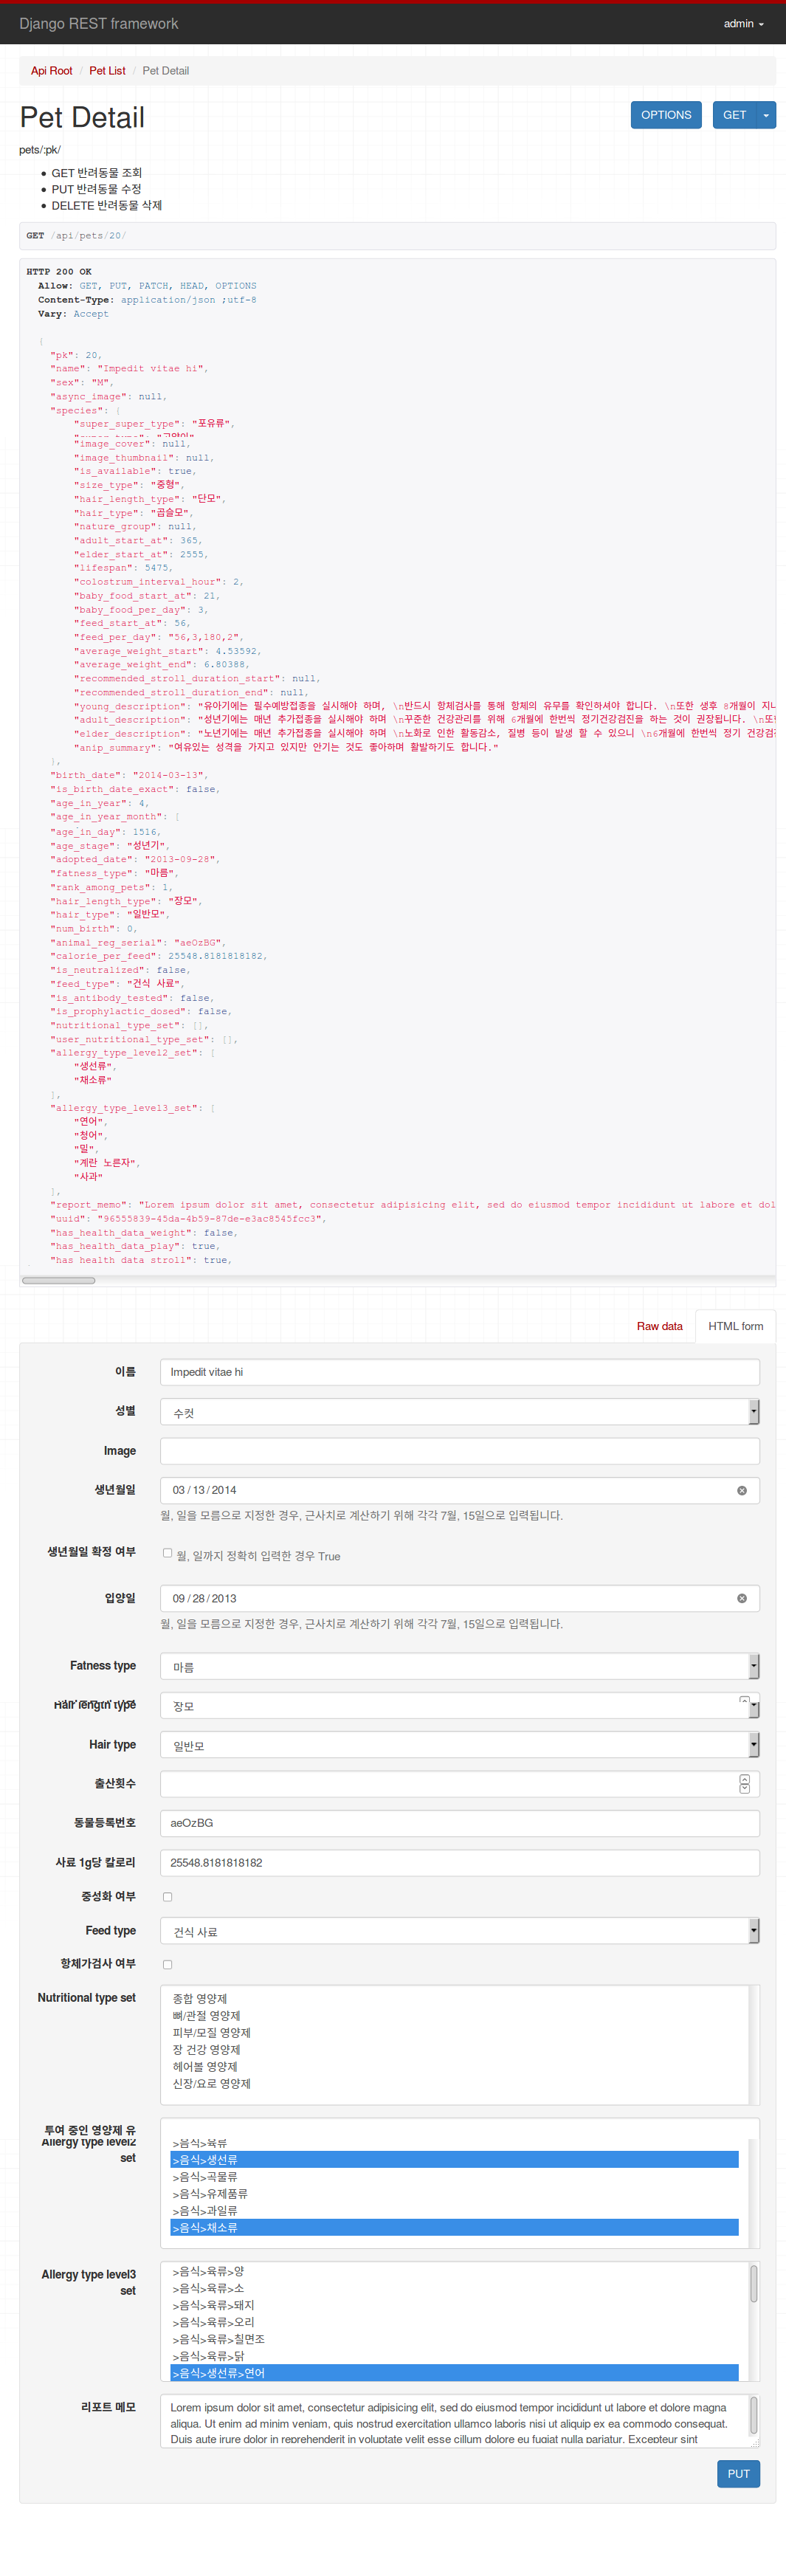 Django REST framework
admin
Api Root / Pet List / Pet Detail
Pet Detail
OPTIONS
GET
pets/:pk/
GET 반려동물 조회
PUT 반려동물 수정
DELETE 반려동물 삭제
GET /api/pets/20/
HTTP 200 OK
Allow: GET, PUT, PATCH, HEAD, OPTIONS
Content-Type: application/json ;utf-8
Vary: Accept
{
"pk": 20,
"name": "Impedit vitae hi",
"sex": "M",
"async_image": null,
"species": {
"super_super_type": "포유류",
"image_cover": null,
"image_thumbnail": null,
"is_available": true,
"size_type": "중형",
"hair_length_type": "단모",
"hair_type": "곱슬모",
"nature_group": null,
"adult_start_at": 365,
"elder_start_at": 2555,
"lifespan": 5475,
"colostrum_interval_hour": 2,
"baby_food_start_at": 21,
"baby_food_per_day": 3,
"feed_start_at": 56,
"feed_per_day": "56,3,180,2",
"average_weight_start": 4.53592,
"average_weight_end": 6.80388,
"recommended_stroll_duration_start": null,
"recommended_stroll_duration_end": null,
"young_description": "유아기에는 필수예방접종을 실시해야 하며, \n반드시 항체검사를 통해 항체의 유무를 확인하셔야 합니다. \n또한 생후 8개월이 지나
"adult_description": "성년기에는 매년 추가접종을 실시해야 하며 \n꾸준한 건강관리를 위해 6개월에 한번씩 정기건강검진을 하는 것이 권장됩니다. \n또한
"elder_description": "노년기에는 매년 추가접종을 실시해야 하며 \n노화로 인한 활동감소, 질병 등이 발생 할 수 있으니 \n6개월에 한번씩 정기 건강검진
"anip_summary": "여유있는 성격을 가지고 있지만 안기는 것도 좋아하며 활발하기도 합니다."
},
"birth_date": "2014-03-13",
"is_birth_date_exact": false,
"age_in_year": 4,
"age_in_year_month": [
"age_in_day": 1516,
"age_stage": "성년기",
"adopted_date": "2013-09-28",
"fatness_type": "마름",
"rank_among_pets": 1,
"hair_length_type": "장모",
"hair_type": "일반모",
"num_birth": 0,
"animal_reg_serial": "aeOzBG",
"calorie_per_feed": 25548.8181818182,
"is_neutralized": false,
"feed_type": "건식 사료",
"is_antibody_tested": false,
"is_prophylactic_dosed": false,
"nutritional_type_set": [],
"user_nutritional_type_set": [],
"allergy_type_level2_set": [
"생선류",
"채소류"
],
"allergy_type_level3_set": [
"연어",
"청어",
"밀",
"계란 노른자",
"사과"
],
"report_memo": "Lorem ipsum dolor sit amet, consectetur adipisicing elit, sed do eiusmod tempor incididunt ut labore et dol
"uuid": "96555839-45da-4b59-87de-e3ac8545fcc3",
"has_health_data_weight": false,
"has_health_data_play": true,
"has_health_data_stroll": true,
Raw data
HTML form
이름 Impedit vitae hi
성별 수컷
Image
생년월일 03 / 13 / 2014
월, 일을 모름으로 지정한 경우, 근사치로 계산하기 위해 각각 7월, 15일으로 입력됩니다.
생년월일 확정 여부 월, 일까지 정확히 입력한 경우 True
입양일 09 / 28 / 2013
월, 일을 모름으로 지정한 경우, 근사치로 계산하기 위해 각각 7월, 15일으로 입력됩니다.
Fatness type 마름
Hair length type 장모
Hair type 일반모
출산횟수
동물등록번호 aeOzBG
사료 1g당 칼로리 25548.8181818182
중성화 여부
Feed type 건식 사료
항체가검사 여부
Nutritional type set 종합 영양제
뼈/관절 영양제
피부/모질 영양제
장 건강 영양제
헤어볼 영양제
신장/요로 영양제
투여 중인 영양제 유
Allergy type level2 set
>음식>육류
>음식>생선류
>음식>곡물류
>음식>유제품류
>음식>과일류
>음식>채소류
Allergy type level3 set
>음식>육류>양
>음식>육류>소
>음식>육류>돼지
>음식>육류>오리
>음식>육류>칠면조
>음식>육류>닭
>음식>생선류>연어
리포트 메모 Lorem ipsum dolor sit amet, consectetur adipisicing elit, sed do eiusmod tempor incididunt ut labore et dolore magna
aliqua. Ut enim ad minim veniam, quis nostrud exercitation ullamco laboris nisi ut aliquip ex ea commodo consequat.
Duis aute irure dolor in reprehenderit in voluptate velit esse cillum dolore eu fugiat nulla pariatur. Excepteur sint
PUT